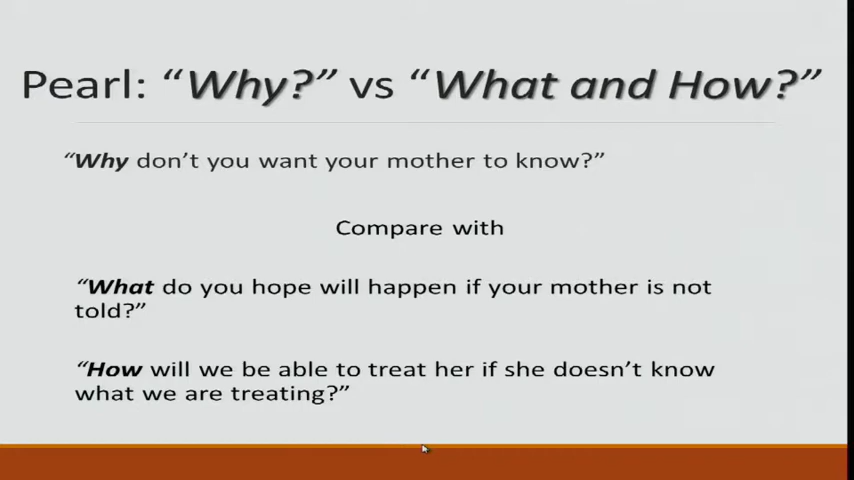 Pearl: “Why?” vs “What and How?”
“Why don’t you want your mother to know?”
Compare with
“What do you hope will happen if your mother is not
told?”
“How will we be able to treat her if she doesn’t know
what we are treating?”